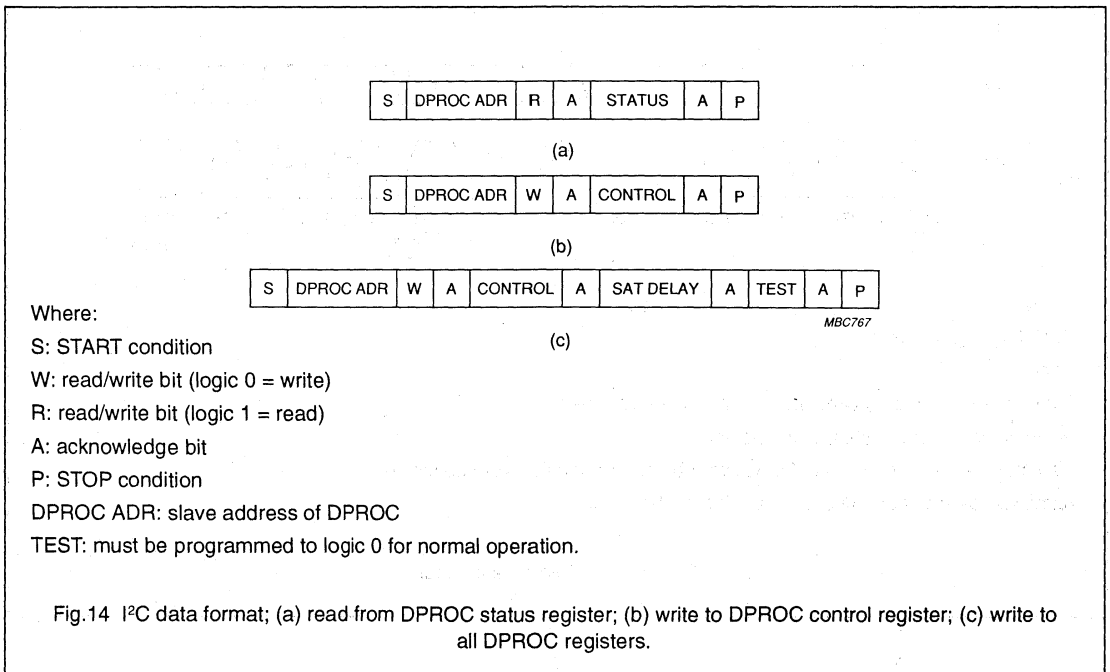 S DPROC ADR R A STATUS A P
(a)
S DPROC ADR W A CONTROL A P
(b)
S DPROC ADR W A CONTROL A SAT DELAY A TEST A P
MBC767
(c)
Where:
S: START condition
W: read/write bit (logic 0 = write)
R: read/write bit (logic 1 = read)
A: acknowledge bit
P: STOP condition
DPROC ADR: slave address of DPROC
TEST: must be programmed to logic 0 for normal operation.
Fig.14 I²C data format; (a) read from DPROC status register; (b) write to DPROC control register; (c) write to
all DPROC registers.